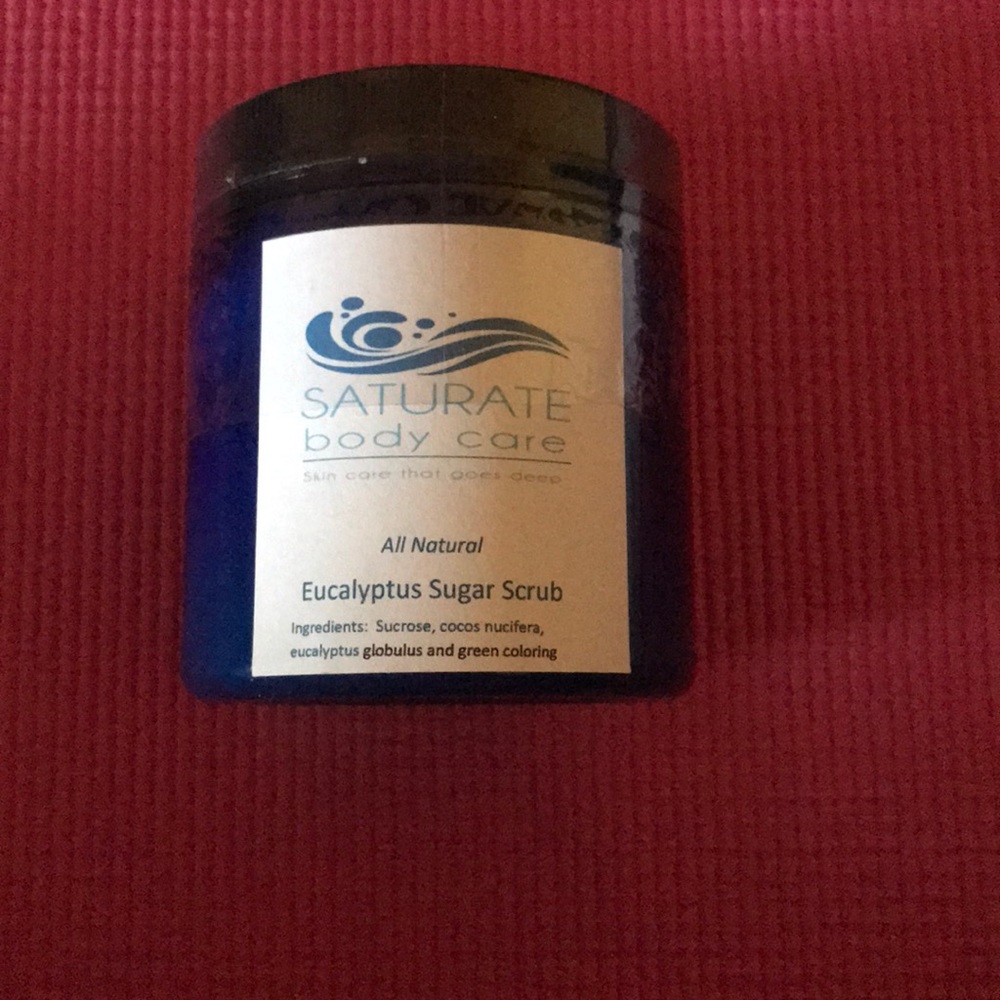 SATURATE
body care
Skin care that goes deep
All Natural
Eucalyptus Sugar Scrub
Ingredients: Sucrose, cocos nucifera,
eucalyptus globulus and green coloring